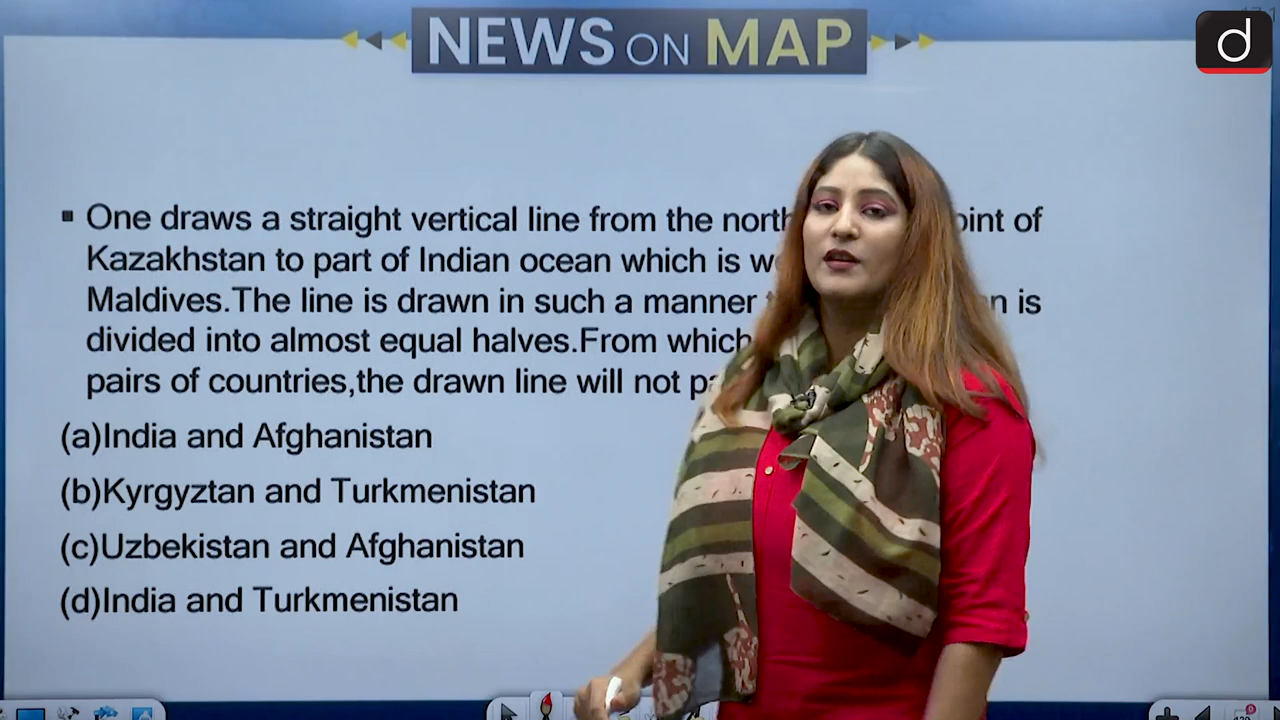 NEWS ON MAP
d
One draws a straight vertical line from the of
Kazakhstan to part of Indian ocean which is
Maldives.The line is drawn in such a manner is
divided into almost equal halves.From which
pairs of countries,the drawn line will not
(a)India and Afghanistan
(b)Kyrgyztan and Turkmenistan
(c)Uzbekistan and Afghanistan
(d)India and Turkmenistan